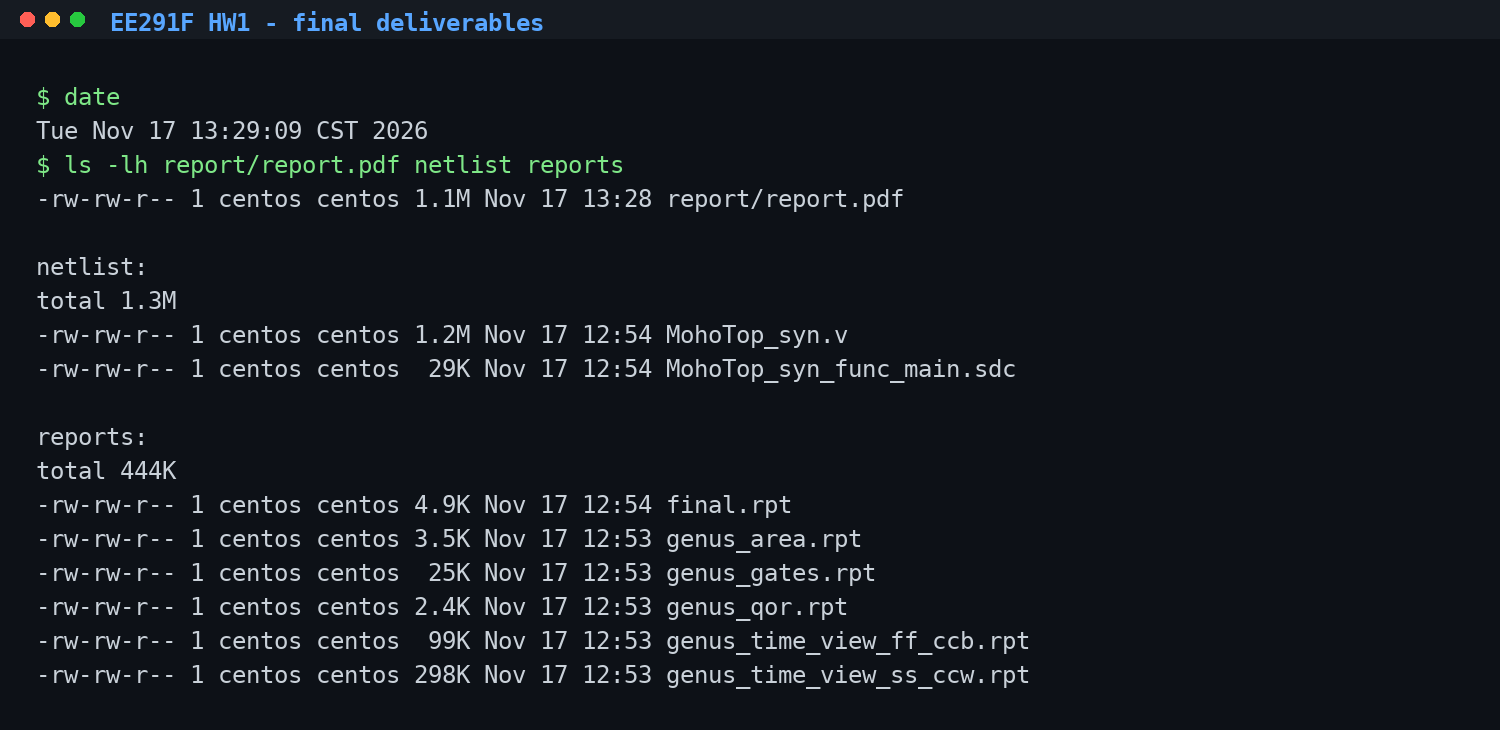 EE291F HW1 - final deliverables
$ date
Tue Nov 17 13:29:09 CST 2026
$ ls -lh report/report.pdf netlist reports
-rw-rw-r-- 1 centos centos 1.1M Nov 17 13:28 report/report.pdf
netlist:
total 1.3M
-rw-rw-r-- 1 centos centos 1.2M Nov 17 12:54 MohoTop_syn.v
-rw-rw-r-- 1 centos centos  29K Nov 17 12:54 MohoTop_syn_func_main.sdc
reports:
total 444K
-rw-rw-r-- 1 centos centos 4.9K Nov 17 12:54 final.rpt
-rw-rw-r-- 1 centos centos 3.5K Nov 17 12:53 genus_area.rpt
-rw-rw-r-- 1 centos centos  25K Nov 17 12:53 genus_gates.rpt
-rw-rw-r-- 1 centos centos 2.4K Nov 17 12:53 genus_qor.rpt
-rw-rw-r-- 1 centos centos  99K Nov 17 12:53 genus_time_view_ff_ccb.rpt
-rw-rw-r-- 1 centos centos 298K Nov 17 12:53 genus_time_view_ss_ccw.rpt